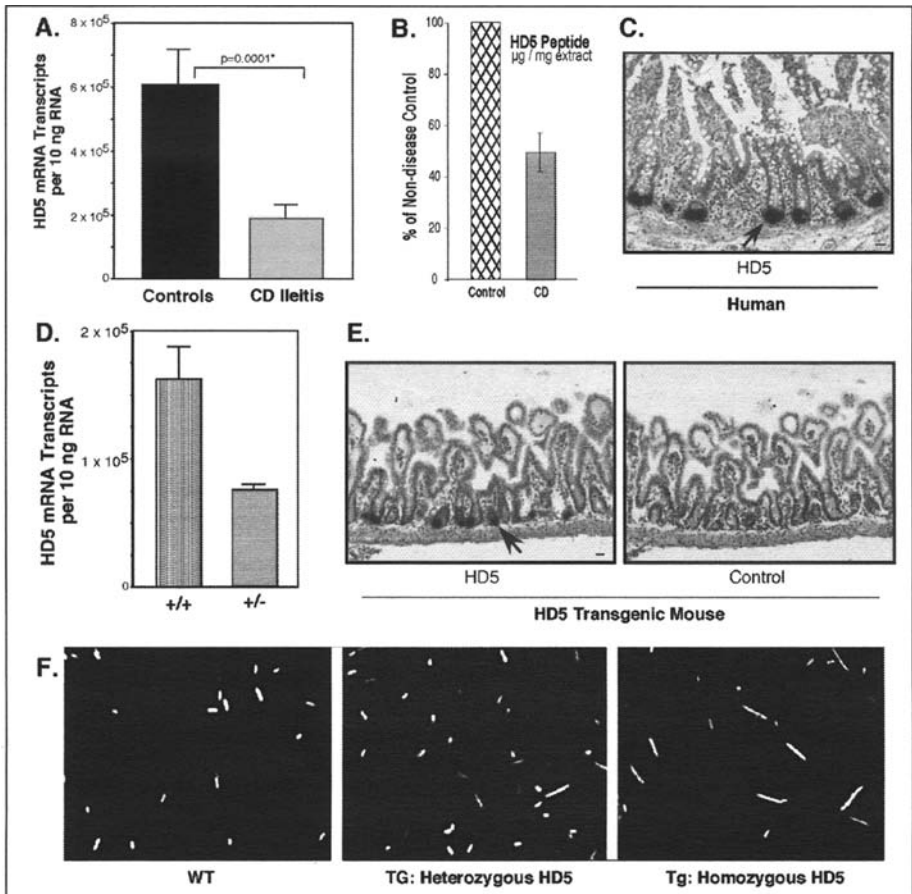 A.
HD5 mRNA Transcripts
per 10 ng RNA
8 x 10⁵
6 x 10⁵
4 x 10⁵
2 x 10⁵
0
p=0.0001*
Controls
CD Ileitis
B.
% of Non-disease Control
100
80
60
40
20
0
HD5 Peptide
µg / mg extract
Control
CD
C.
HD5
Human
D.
HD5 mRNA Transcripts
per 10 ng RNA
2 x 10⁵
1 x 10⁵
0
+/+
+/-
E.
HD5
Control
HD5 Transgenic Mouse
F.
WT
TG: Heterozygous HD5
Tg: Homozygous HD5